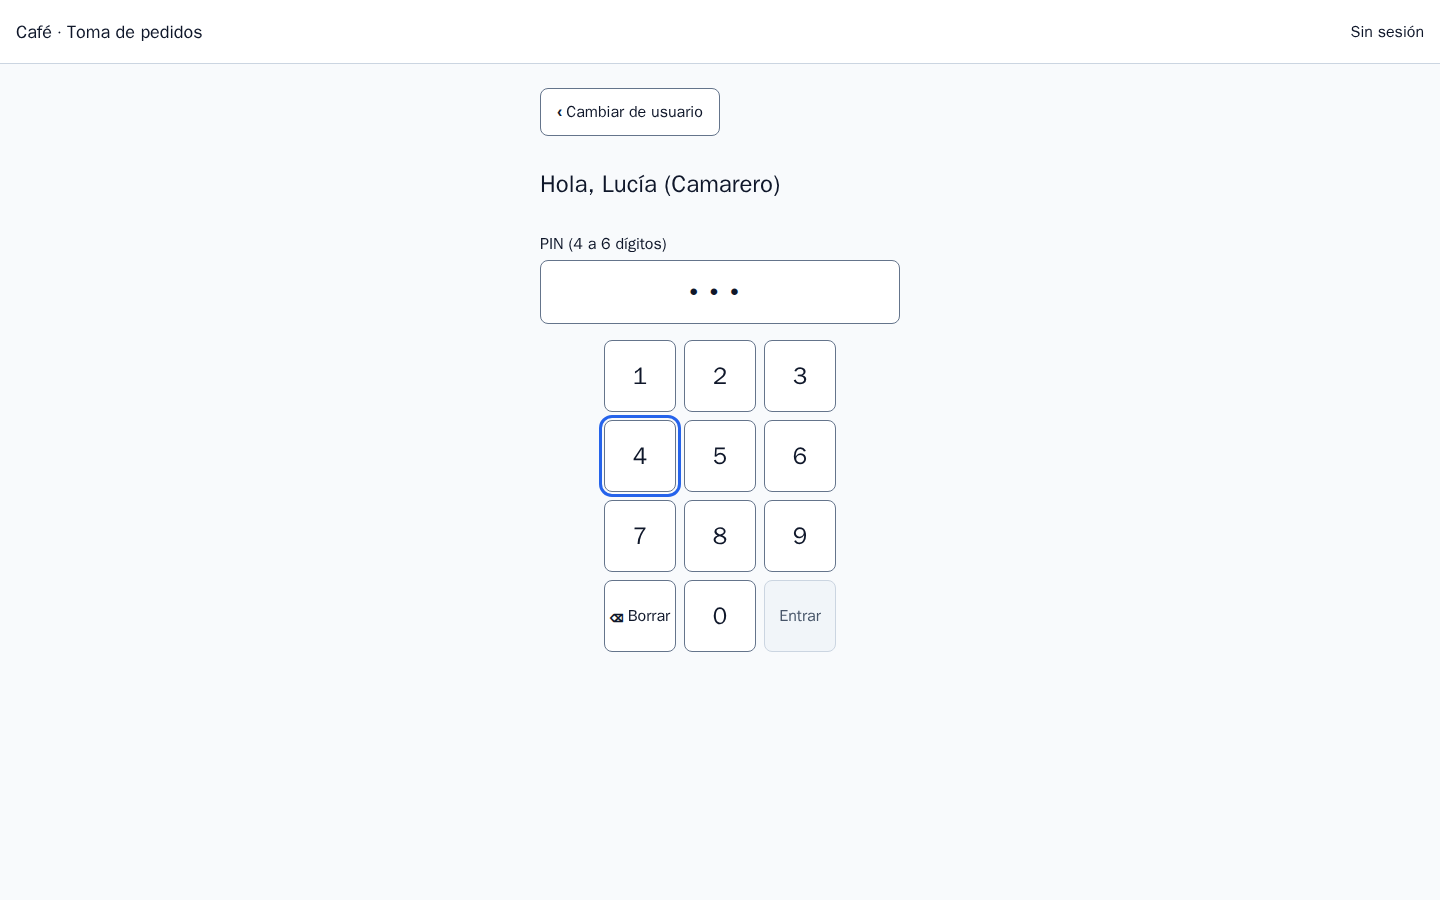 Café · Toma de pedidos
Sin sesión
‹ Cambiar de usuario
Hola, Lucía (Camarero)
PIN (4 a 6 dígitos)
• • •
1 2 3
4 5 6
7 8 9
⌫ Borrar 0 Entrar